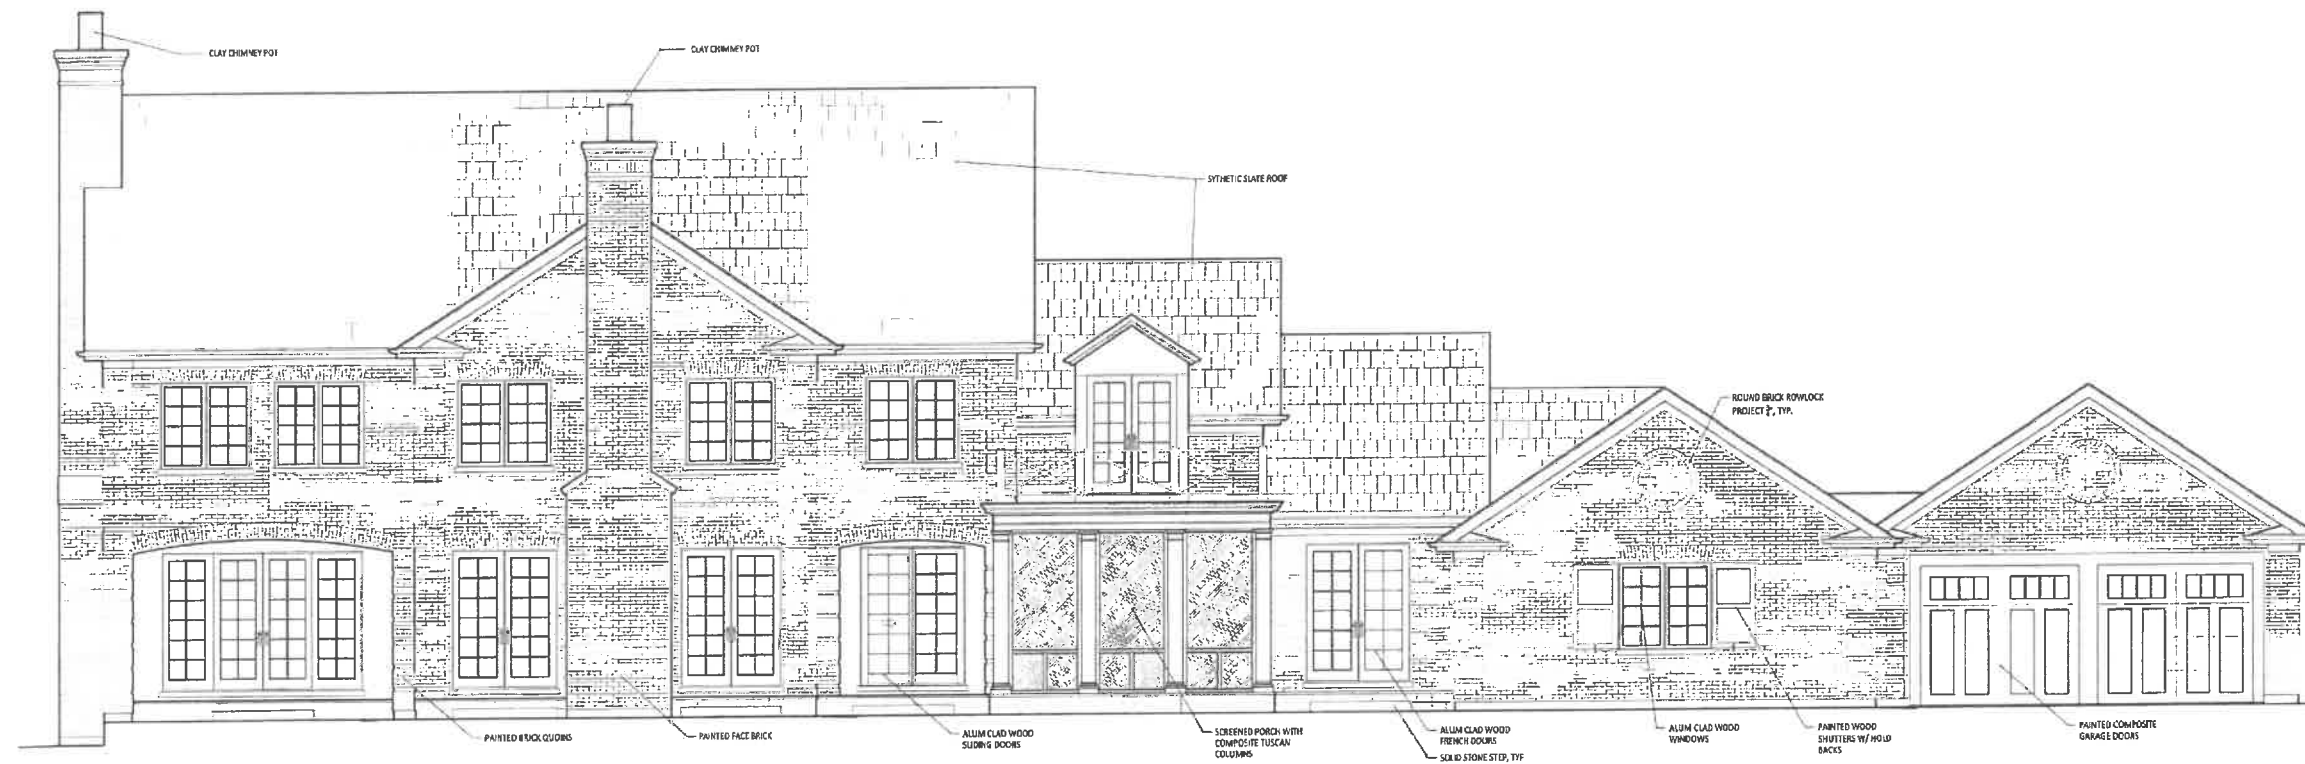 CLAY CHIMNEY POT
CLAY CHIMNEY POT
SYTHETIC SLATE ROOF
ROUND BRICK ROWLOCK
PROJECT TYP.
PAINTED BRICK QUOINS
PAINTED FACE BRICK
ALUM CLAD WOOD
SLIDING DOORS
SCREENED PORCH WITH
COMPOSITE TUSCAN
COLUMNS
ALUM CLAD WOOD
FRENCH DOORS
SOLID STONE STEP, TYP
ALUM CLAD WOOD
WINDOWS
PAINTED WOOD
SHUTTERS W/ HOLD
BACKS
PAINTED COMPOSITE
GARAGE DOORS